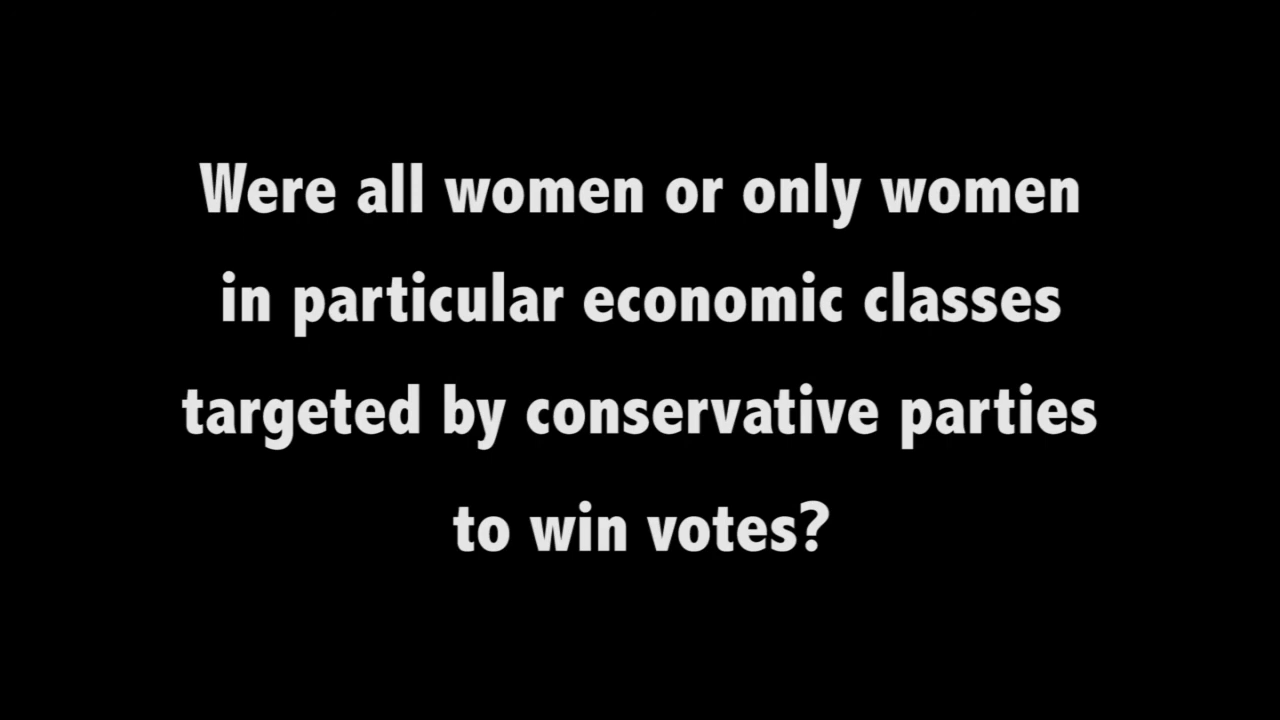 Were all women or only women
in particular economic classes
targeted by conservative parties
to win votes?